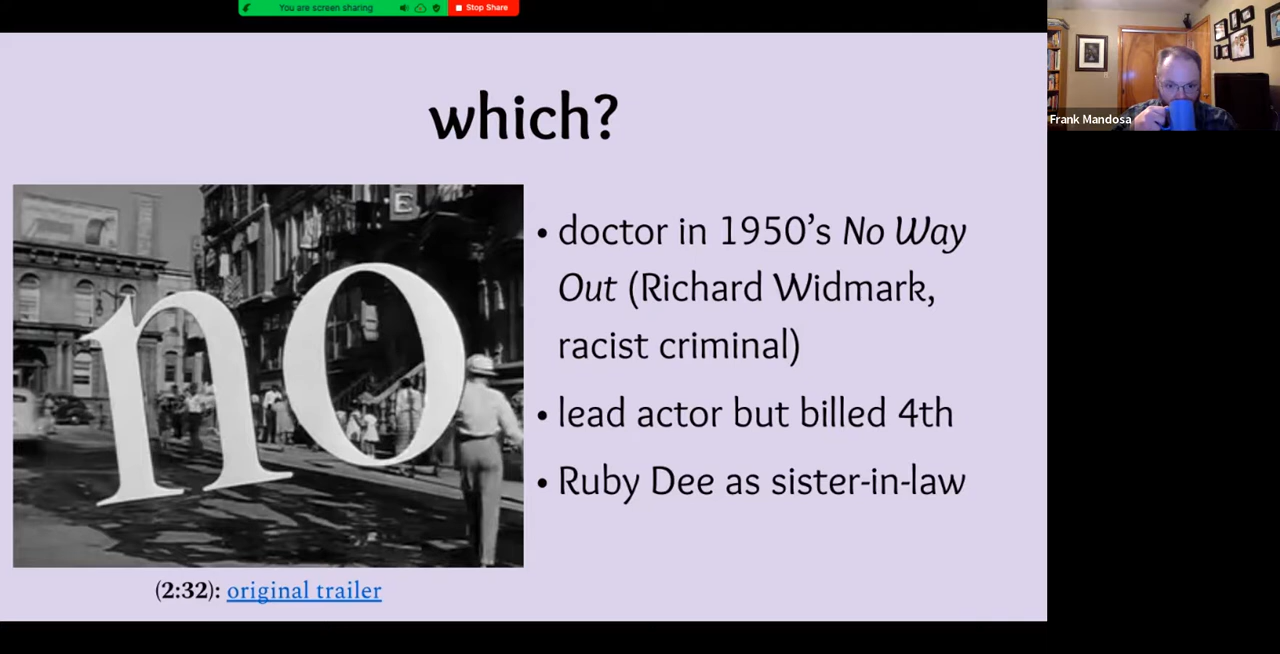 You are screen sharing
Stop Share
which?
Frank Mandosa
E
no
• doctor in 1950’s No Way
Out (Richard Widmark,
racist criminal)
• lead actor but billed 4th
• Ruby Dee as sister-in-law
(2:32): original trailer